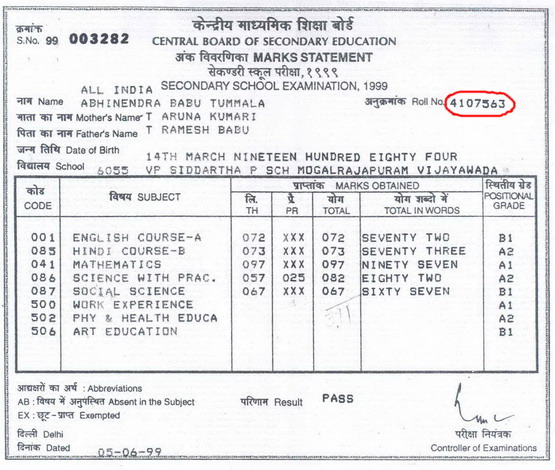 क्रमांक केन्द्रीय माध्यमिक शिक्षा बोर्ड
S.No. 99 003282 CENTRAL BOARD OF SECONDARY EDUCATION
अंक विवरणिका MARKS STATEMENT
सेकण्डरी स्कूल परीक्षा, १९९९
ALL INDIA SECONDARY SCHOOL EXAMINATION, 1999
नाम Name ABHINENDRA BABU TUMMALA अनुक्रमांक Roll No. 4107563
माता का नाम Mother's Name T ARUNA KUMARI
पिता का नाम Father's Name T RAMESH BABU
जन्म तिथि Date of Birth
14TH MARCH NINETEEN HUNDRED EIGHTY FOUR
विद्यालय School 6055 VP SIDDARTHA P SCH MOGALRAJAPURAM VIJAYAWADA
कोड CODE विषय SUBJECT प्राप्तांक MARKS OBTAINED स्थितीय ग्रेड POSITIONAL GRADE
लि. TH प्रै. PR योग TOTAL योग शब्दो में TOTAL IN WORDS
001 ENGLISH COURSE-A 072 XXX 072 SEVENTY TWO B1
085 HINDI COURSE-B 073 XXX 073 SEVENTY THREE A2
041 MATHEMATICS 097 XXX 097 NINETY SEVEN A1
086 SCIENCE WITH PRAC. 057 025 082 EIGHTY TWO A2
087 SOCIAL SCIENCE 067 XXX 067 SIXTY SEVEN B1
500 WORK EXPERIENCE A1
502 PHY & HEALTH EDUCA A2
506 ART EDUCATION B1
391
आद्यक्षरों का अर्थ : Abbreviations
AB : विषय में अनुपस्थित Absent in the Subject परिणाम Result PASS
EX : छूट-प्राप्त Exempted
दिल्ली Delhi परीक्षा नियंत्रक
दिनांक Dated 05-06-99 Controller of Examinations